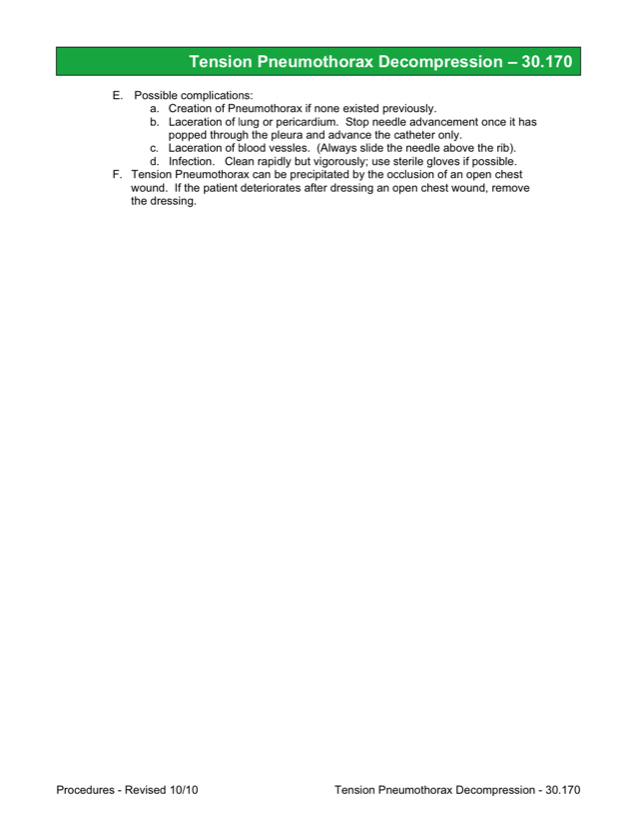 Tension Pneumothorax Decompression – 30.170
E. Possible complications:
a. Creation of Pneumothorax if none existed previously.
b. Laceration of lung or pericardium. Stop needle advancement once it has
popped through the pleura and advance the catheter only.
c. Laceration of blood vessles. (Always slide the needle above the rib).
d. Infection. Clean rapidly but vigorously; use sterile gloves if possible.
F. Tension Pneumothorax can be precipitated by the occlusion of an open chest
wound. If the patient deteriorates after dressing an open chest wound, remove
the dressing.
Procedures - Revised 10/10 Tension Pneumothorax Decompression - 30.170